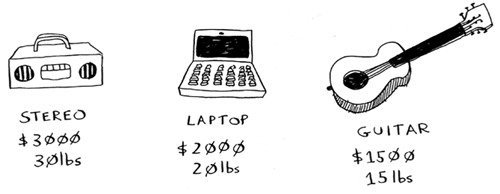 STEREO
$3000
30lbs
LAPTOP
$2000
20lbs
GUITAR
$1500
15lbs